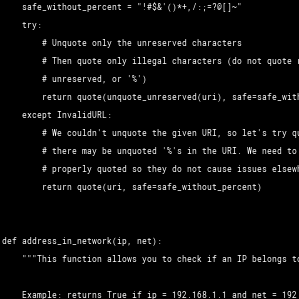 safe_without_percent = "!#$&'()*+,/:;=?@[]~"
try:
# Unquote only the unreserved characters
# Then quote only illegal characters (do not quote
# unreserved, or '%')
return quote(unquote_unreserved(uri), safe=safe_with
except InvalidURL:
# We couldn't unquote the given URI, so let's try qu
# there may be unquoted '%'s in the URI. We need to
# properly quoted so they do not cause issues elsewh
return quote(uri, safe=safe_without_percent)
def address_in_network(ip, net):
"""This function allows you to check if an IP belongs to
Example: returns True if ip = 192.168.1.1 and net = 192